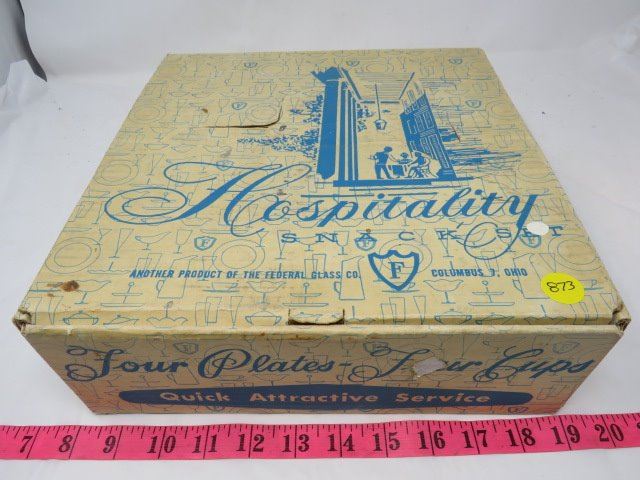 Hospitality
SNACK SET
ANOTHER PRODUCT OF THE FEDERAL GLASS CO. F COLUMBUS 7, OHIO
873
Four Plates - Four Cups
Quick Attractive Service
7 8 9 10 11 12 13 14 15 16 17 18 19 20